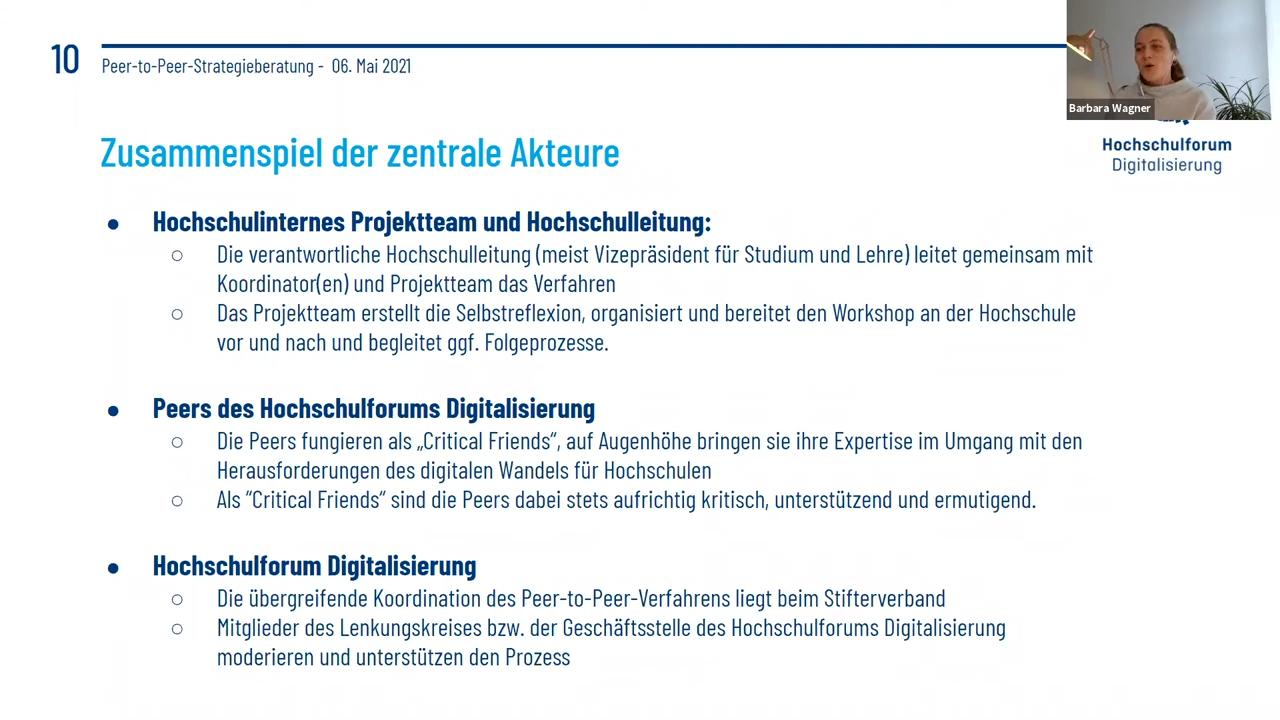 10
Peer-to-Peer-Strategieberatung - 06. Mai 2021
Barbara Wagner
Hochschulforum
Digitalisierung
Zusammenspiel der zentrale Akteure
● Hochschulinternes Projektteam und Hochschulleitung:
○ Die verantwortliche Hochschulleitung (meist Vizepräsident für Studium und Lehre) leitet gemeinsam mit
Koordinator(en) und Projektteam das Verfahren
○ Das Projektteam erstellt die Selbstreflexion, organisiert und bereitet den Workshop an der Hochschule
vor und nach und begleitet ggf. Folgeprozesse.
● Peers des Hochschulforums Digitalisierung
○ Die Peers fungieren als „Critical Friends“, auf Augenhöhe bringen sie ihre Expertise im Umgang mit den
Herausforderungen des digitalen Wandels für Hochschulen
○ Als “Critical Friends“ sind die Peers dabei stets aufrichtig kritisch, unterstützend und ermutigend.
● Hochschulforum Digitalisierung
○ Die übergreifende Koordination des Peer-to-Peer-Verfahrens liegt beim Stifterverband
○ Mitglieder des Lenkungskreises bzw. der Geschäftsstelle des Hochschulforums Digitalisierung
moderieren und unterstützen den Prozess